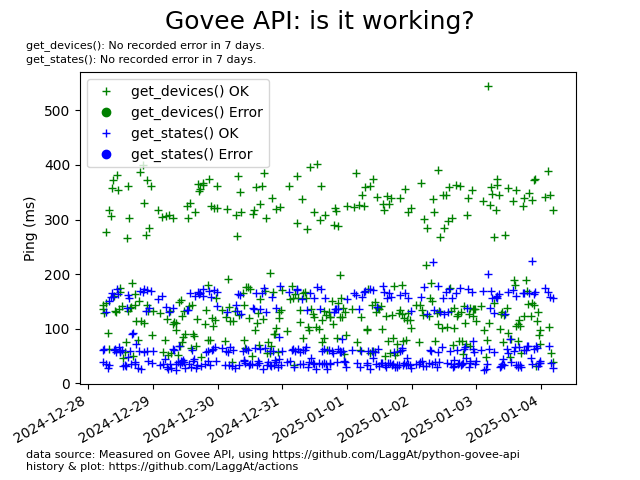 Govee API: is it working?
get_devices(): No recorded error in 7 days.
get_states(): No recorded error in 7 days.
get_devices() OK
get_devices() Error
get_states() OK
get_states() Error
Ping (ms)
500
400
300
200
100
0
2024-12-28
2024-12-29
2024-12-30
2024-12-31
2025-01-01
2025-01-02
2025-01-03
2025-01-04
data source: Measured on Govee API, using https://github.com/LaggAt/python-govee-api
history & plot: https://github.com/LaggAt/actions